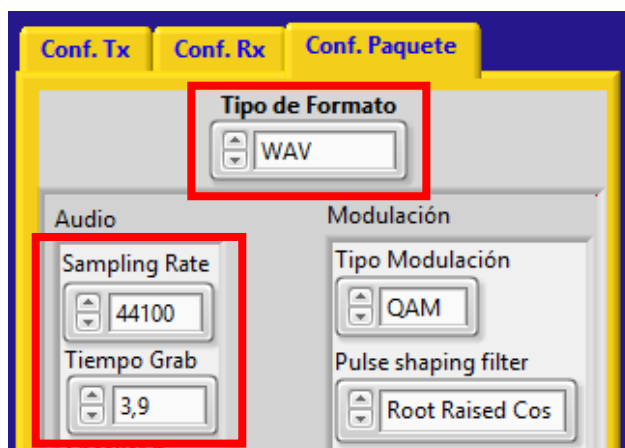 Conf. Tx
Conf. Rx
Conf. Paquete
Tipo de Formato
WAV
Audio
Sampling Rate
44100
Tiempo Grab
3,9
Modulación
Tipo Modulación
QAM
Pulse shaping filter
Root Raised Cos